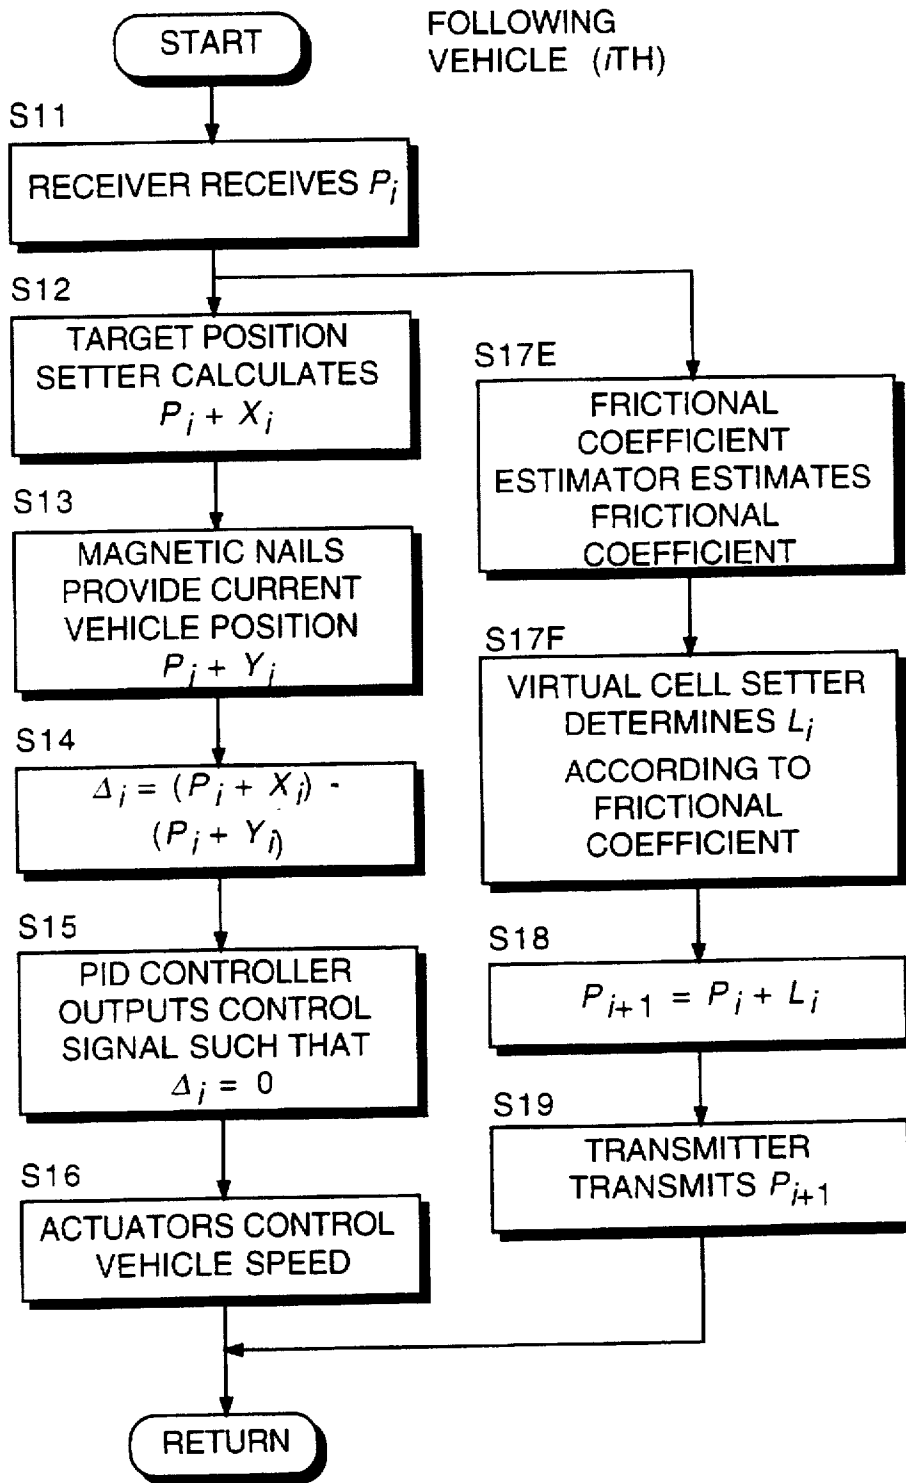 START
FOLLOWING
VEHICLE (iTH)
S11
RECEIVER RECEIVES Pi
S12
TARGET POSITION
SETTER CALCULATES
Pi + Xi
S13
MAGNETIC NAILS
PROVIDE CURRENT
VEHICLE POSITION
Pi + Yi
S14
Δi = (Pi + Xi) -
(Pi + Yi)
S15
PID CONTROLLER
OUTPUTS CONTROL
SIGNAL SUCH THAT
Δi = 0
S16
ACTUATORS CONTROL
VEHICLE SPEED
S17E
FRICTIONAL
COEFFICIENT
ESTIMATOR ESTIMATES
FRICTIONAL
COEFFICIENT
S17F
VIRTUAL CELL SETTER
DETERMINES Li
ACCORDING TO
FRICTIONAL
COEFFICIENT
S18
Pi+1 = Pi + Li
S19
TRANSMITTER
TRANSMITS Pi+1
RETURN